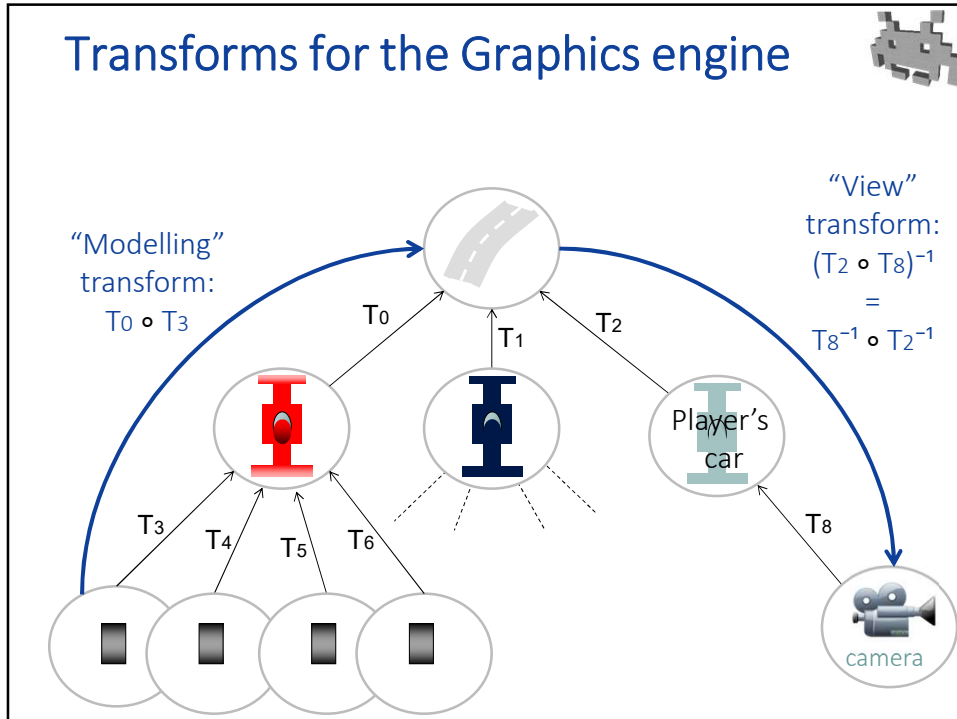 Transforms for the Graphics engine
“Modelling”
transform:
T0 ∘ T3
“View”
transform:
(T2 ∘ T8)⁻¹
=
T8⁻¹ ∘ T2⁻¹
T0
T1
T2
Player's
car
T3
T4
T5
T6
T8
camera